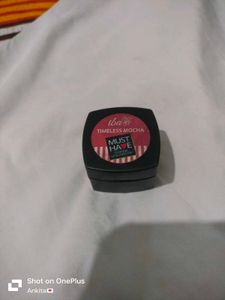 iba
TIMELESS MOCHA
MUST
HAVE
Shot on OnePlus
Ankita